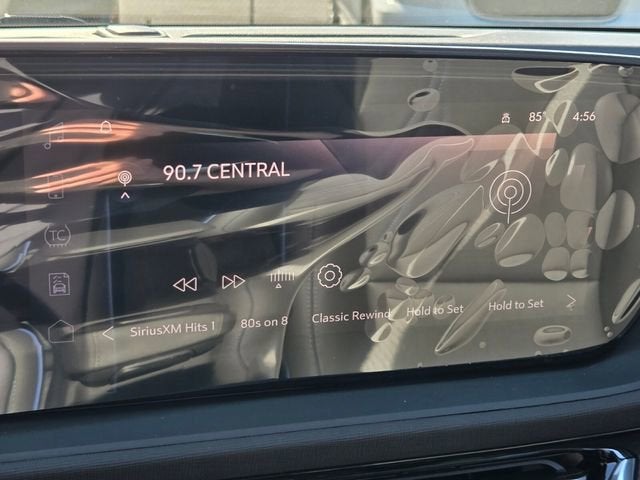 85° 4:56
90.7 CENTRAL
TC
SiriusXM Hits 1 80s on 8 Classic Rewind Hold to Set Hold to Set